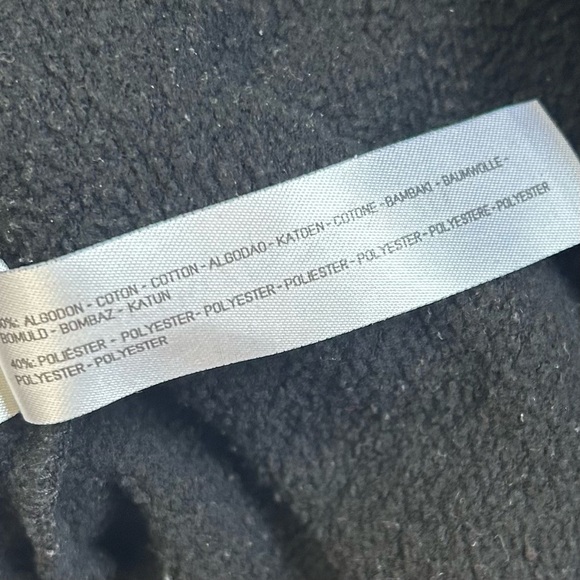 0%: ALGODON - COTON - COTTON - ALGODAO - KATOEN - COTONE - BAMBAKI - BAUMWOLLE -
BOMULD - BOMBAZ - KATUN
40%: POLIÉSTER - POLYESTER - POLYESTER - POLYESTER - POLIESTER - POLYESTER - POLYESTERE - POLYESTER
POLYESTER - POLYESTER